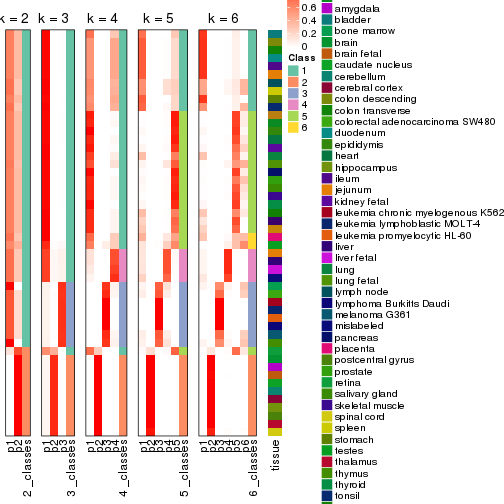 k = 2
k = 3
k = 4
k = 5
k = 6
0.6
0.4
0.2
0
Class
1
2
3
4
5
6
amygdala
bladder
bone marrow
brain
brain fetal
caudate nucleus
cerebellum
cerebral cortex
colon descending
colon transverse
colorectal adenocarcinoma SW480
duodenum
epididymis
heart
hippocampus
ileum
jejunum
kidney fetal
leukemia chronic myelogenous K562
leukemia lymphoblastic MOLT-4
leukemia promyelocytic HL-60
liver
liver fetal
lung
lung fetal
lymph node
lymphoma Burkitts Daudi
melanoma G361
mislabeled
pancreas
placenta
postcentral gyrus
prostate
retina
salivary gland
skeletal muscle
spinal cord
spleen
stomach
testes
thalamus
thymus
thyroid
tonsil
p1
p2
2_classes
p1
p2
p3
3_classes
p1
p2
p3
p4
4_classes
p1
p2
p3
p4
p5
5_classes
p1
p2
p3
p4
p5
p6
6_classes
tissue